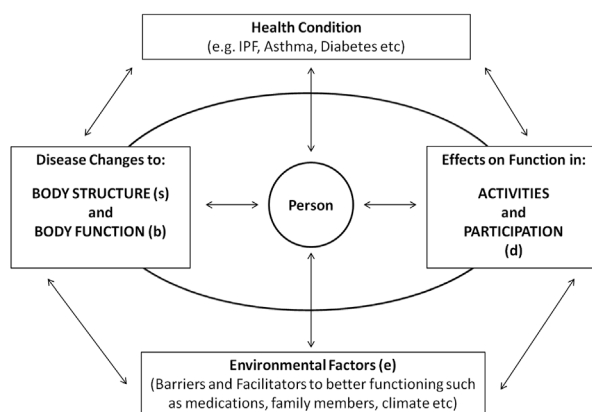 Health Condition
(e.g. IPF, Asthma, Diabetes etc)
Disease Changes to:
BODY STRUCTURE (s)
and
BODY FUNCTION (b)
Person
Effects on Function in:
ACTIVITIES
and
PARTICIPATION
(d)
Environmental Factors (e)
(Barriers and Facilitators to better functioning such
as medications, family members, climate etc)